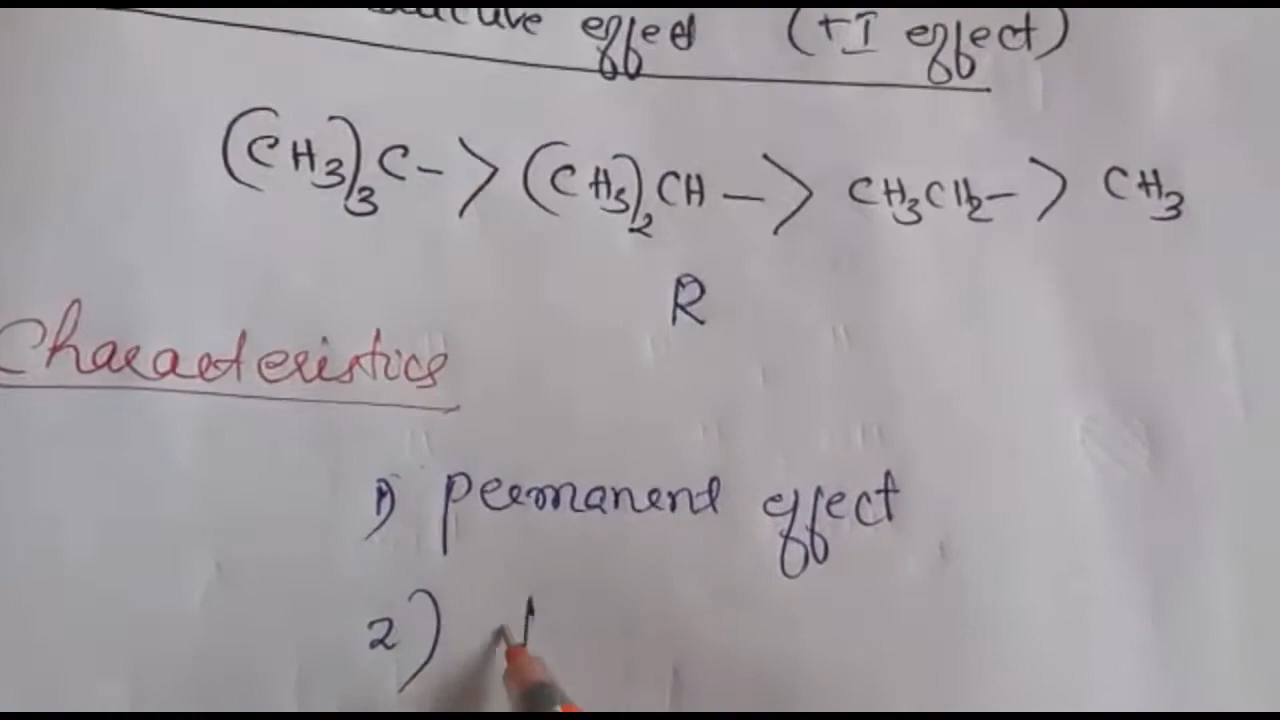 effect (+I effect)
(CH3)3C- > (CH3)2CH - > CH3CH2- > CH3
R
Characteristics
1) permanent effect
2)